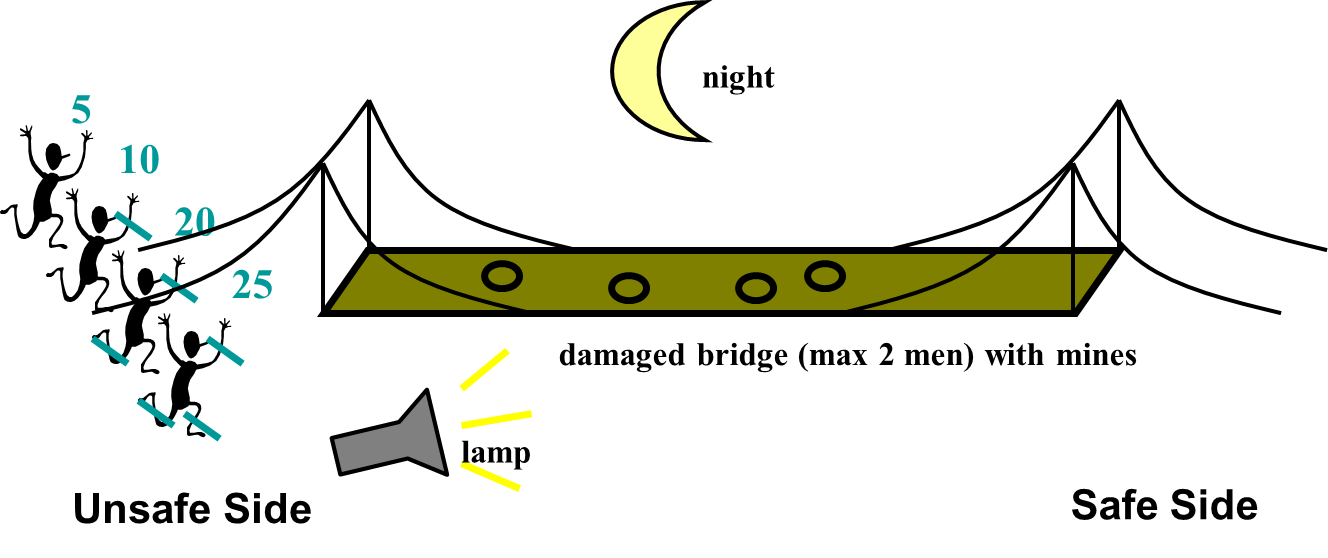 night
5
10
20
25
damaged bridge (max 2 men) with mines
lamp
Unsafe Side
Safe Side